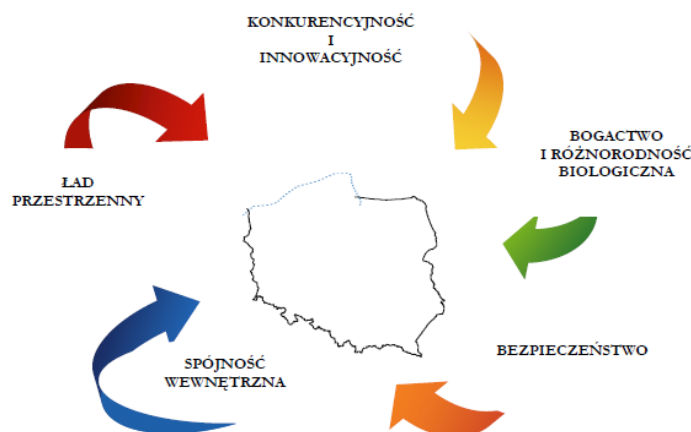 KONKURENCYJNOŚĆ
I
INNOWACYJNOŚĆ
BOGACTWO
I RÓŻNORODNOŚĆ
BIOLOGICZNA
ŁAD
PRZESTRZENNY
BEZPIECZEŃSTWO
SPÓJNOŚĆ
WEWNĘTRZNA